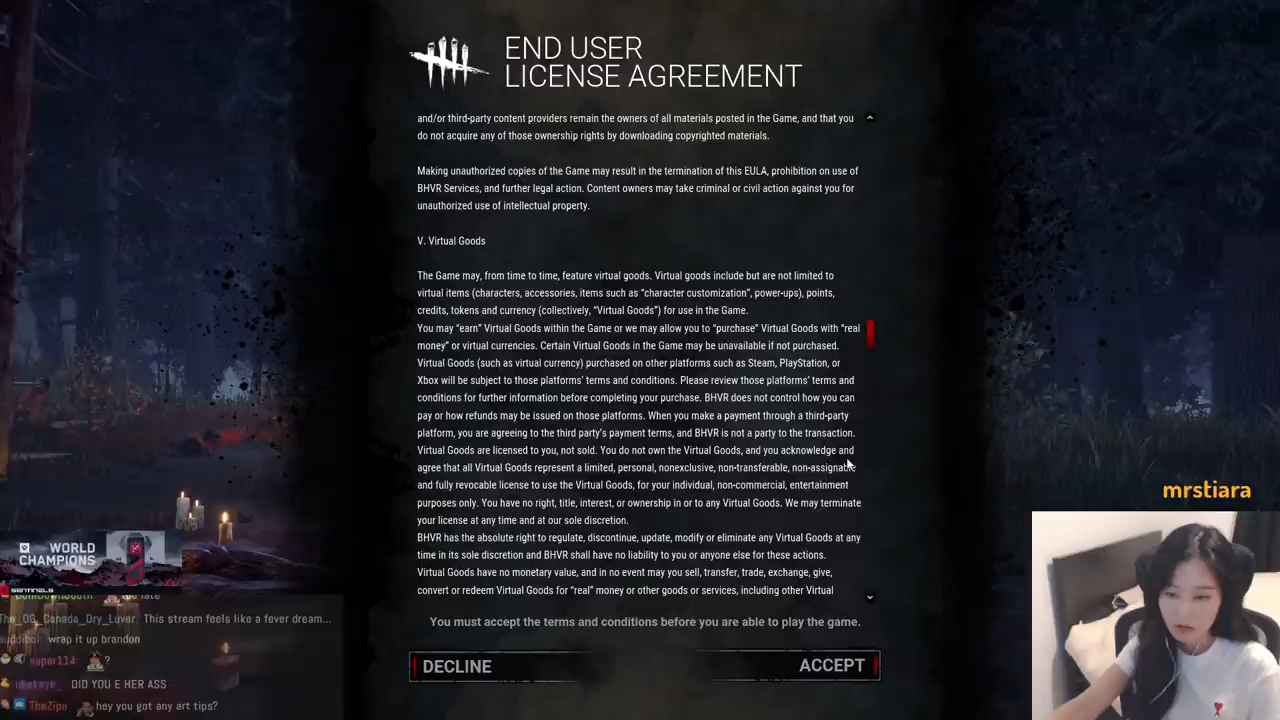 END USER
LICENSE AGREEMENT
and/or third-party content providers remain the owners of all materials posted in the Game, and that you
do not acquire any of those ownership rights by downloading copyrighted materials.
Making unauthorized copies of the Game may result in the termination of this EULA, prohibition on use of
BHVR Services, and further legal action. Content owners may take criminal or civil action against you for
unauthorized use of intellectual property.
V. Virtual Goods
The Game may, from time to time, feature virtual goods. Virtual goods include but are not limited to
virtual items (characters, accessories, items such as “character customization”, power-ups), points,
credits, tokens and currency (collectively, “Virtual Goods”) for use in the Game.
You may “earn” Virtual Goods within the Game or we may allow you to “purchase” Virtual Goods with “real
money” or virtual currencies. Certain Virtual Goods in the Game may be unavailable if not purchased.
Virtual Goods (such as virtual currency) purchased on other platforms such as Steam, PlayStation, or
Xbox will be subject to those platforms’ terms and conditions. Please review those platforms’ terms and
conditions for further information before completing your purchase. BHVR does not control how you can
pay or how refunds may be issued on those platforms. When you make a payment through a third-party
platform, you are agreeing to the third party’s payment terms, and BHVR is not a party to the transaction.
Virtual Goods are licensed to you, not sold. You do not own the Virtual Goods, and you acknowledge and
agree that all Virtual Goods represent a limited, personal, nonexclusive, non-transferable, non-assignable
and fully revocable license to use the Virtual Goods, for your individual, non-commercial, entertainment
purposes only. You have no right, title, interest, or ownership in or to any Virtual Goods. We may terminate
your license at any time and at our sole discretion.
BHVR has the absolute right to regulate, discontinue, update, modify or eliminate any Virtual Goods at any
time in its sole discretion and BHVR shall have no liability to you or anyone else for these actions.
Virtual Goods have no monetary value, and in no event may you sell, transfer, trade, exchange, give,
convert or redeem Virtual Goods for “real” money or other goods or services, including other Virtual
You must accept the terms and conditions before you are able to play the game.
DECLINE
ACCEPT
mrstiara
WORLD
CHAMPIONS
SENTINELS
The_OG_Canada_Dry_Luver: This stream feels like a fever dream...
wrap it up brandon
?
DID YOU E HER ASS
TheZipo hey you got any art tips?